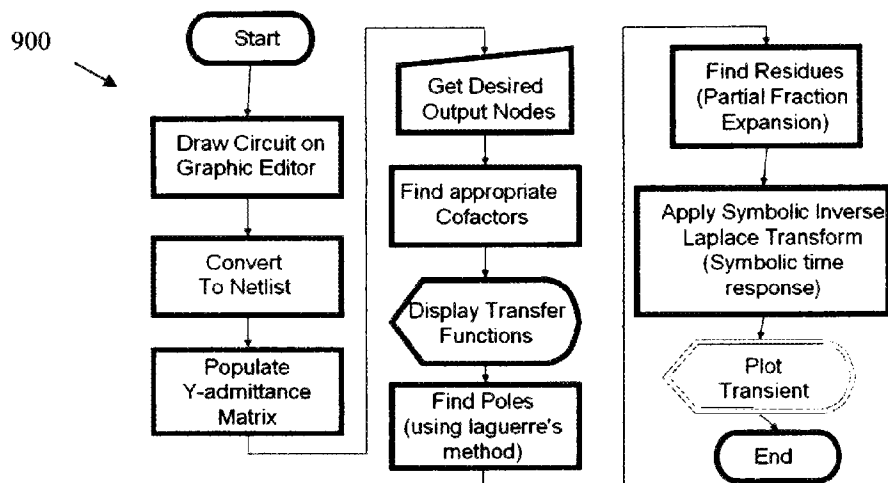 900
Start
Draw Circuit on
Graphic Editor
Convert
To Netlist
Populate
Y-admittance
Matrix
Get Desired
Output Nodes
Find appropriate
Cofactors
Display Transfer
Functions
Find Poles
(using laguerre's
method)
Find Residues
(Partial Fraction
Expansion)
Apply Symbolic Inverse
Laplace Transform
(Symbolic time
response)
Plot
Transient
End